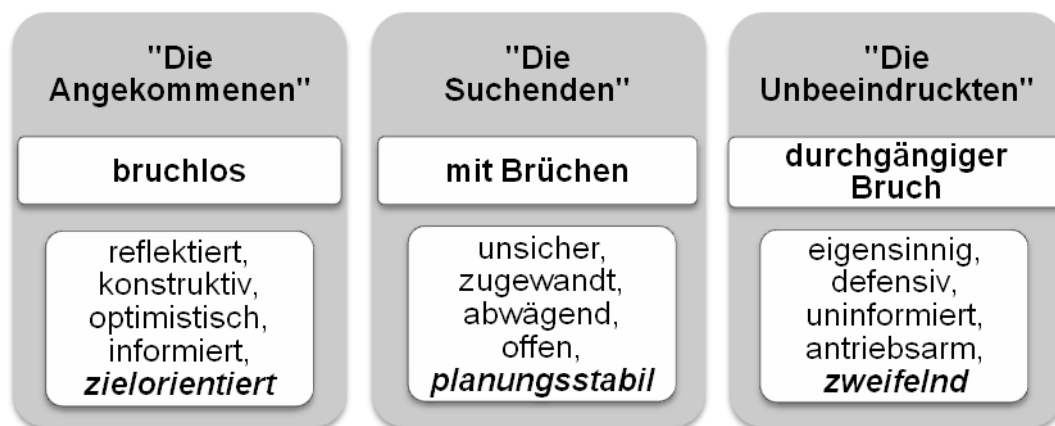 "Die
Angekommenen"
bruchlos
reflektiert,
konstruktiv,
optimistisch,
informiert,
zielorientiert
"Die
Suchenden"
mit Brüchen
unsicher,
zugewandt,
abwägend,
offen,
planungsstabil
"Die
Unbeeindruckten"
durchgängiger
Bruch
eigensinnig,
defensiv,
uninformiert,
antriebsarm,
zweifelnd